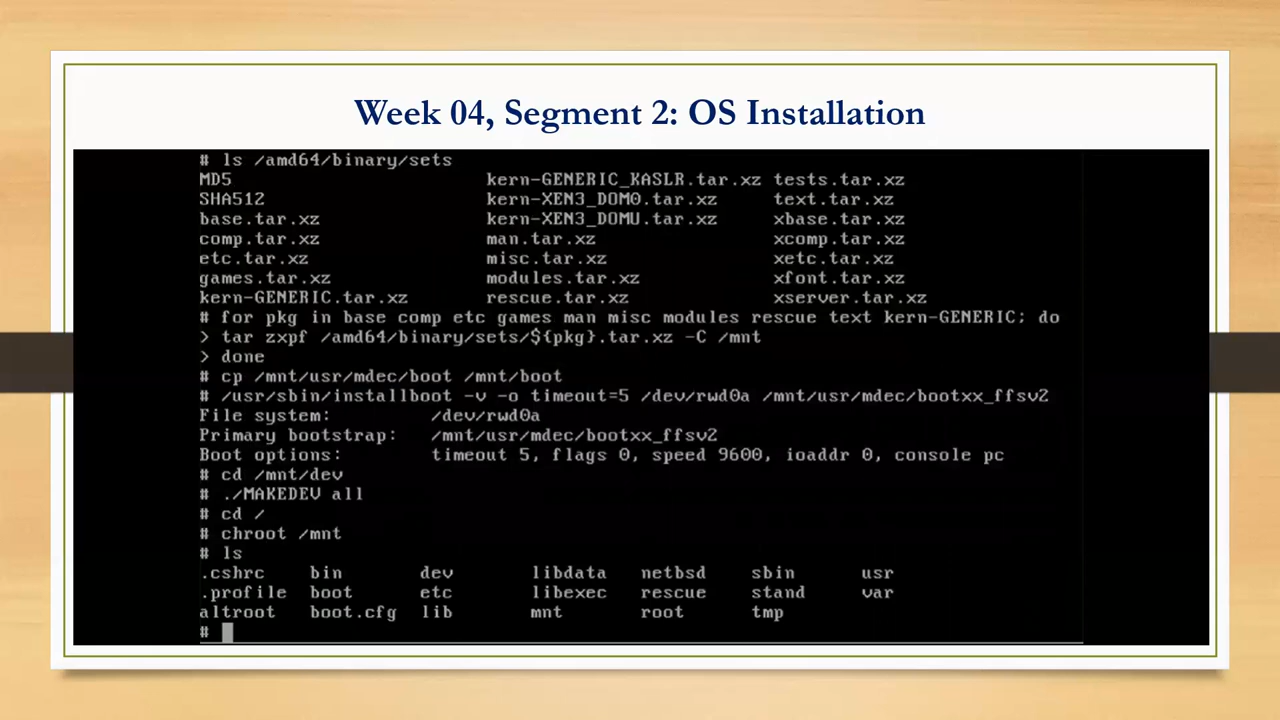 Week 04, Segment 2: OS Installation
# ls /amd64/binary/sets
MD5 kern-GENERIC_KASLR.tar.xz tests.tar.xz
SHA512 kern-XEN3_DOM0.tar.xz text.tar.xz
base.tar.xz kern-XEN3_DOMU.tar.xz xbase.tar.xz
comp.tar.xz man.tar.xz xcomp.tar.xz
etc.tar.xz misc.tar.xz xetc.tar.xz
games.tar.xz modules.tar.xz xfont.tar.xz
kern-GENERIC.tar.xz rescue.tar.xz xserver.tar.xz
# for pkg in base comp etc games man misc modules rescue text kern-GENERIC; do
> tar zxpf /amd64/binary/sets/${pkg}.tar.xz -C /mnt
> done
# cp /mnt/usr/mdec/boot /mnt/boot
# /usr/sbin/installboot -v -o timeout=5 /dev/rwd0a /mnt/usr/mdec/bootxx_ffsv2
File system: /dev/rwd0a
Primary bootstrap: /mnt/usr/mdec/bootxx_ffsv2
Boot options: timeout 5, flags 0, speed 9600, ioaddr 0, console pc
# cd /mnt/dev
# ./MAKEDEV all
# cd /
# chroot /mnt
# ls
.cshrc bin dev libdata netbsd sbin usr
.profile boot etc libexec rescue stand var
altroot boot.cfg lib mnt root tmp
#